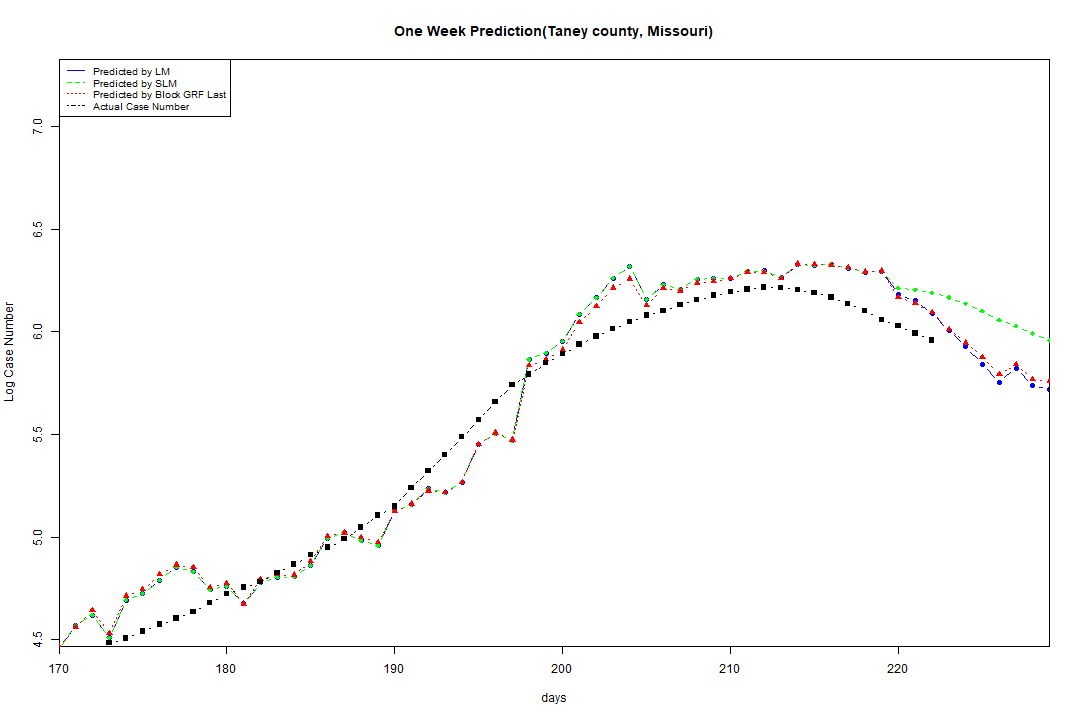 One Week Prediction(Taney county, Missouri)
Predicted by LM
Predicted by SLM
Predicted by Block GRF Last
Actual Case Number
7.0
6.5
6.0
5.5
5.0
4.5
Log Case Number
170 180 190 200 210 220
days